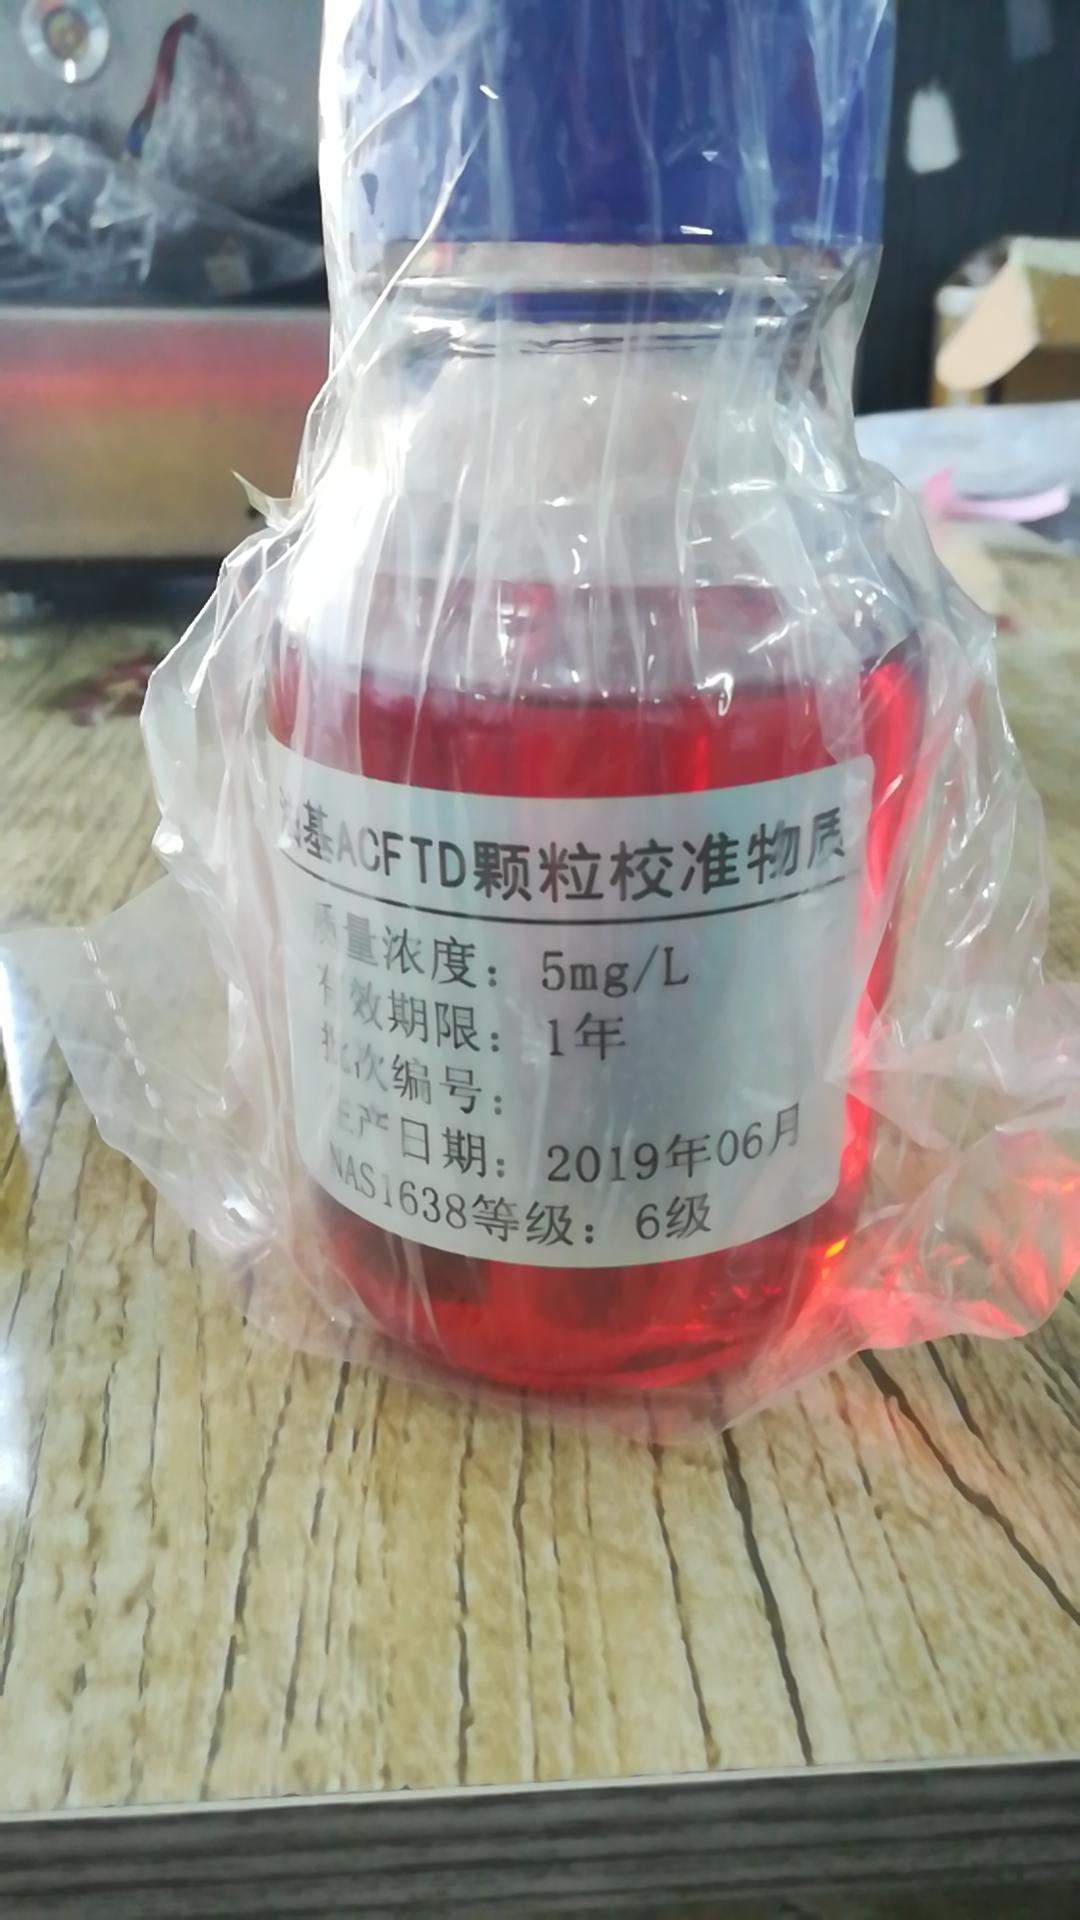 油基ACFTD颗粒校准物质
质量浓度：5mg/L
有效期限：1年
批次编号：
生产日期：2019年06月
NAS1638等级：6级